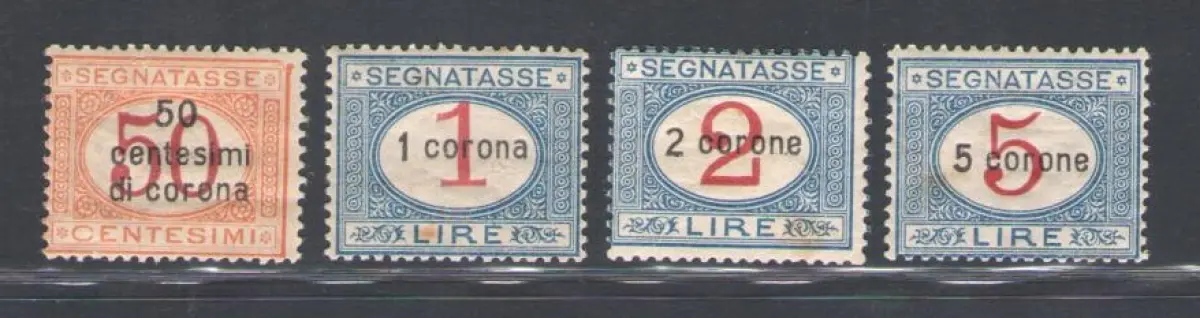 SEGNATASSE
50
50
centesimi
di corona
CENTESIMI
SEGNATASSE
1
1 corona
LIRE
SEGNATASSE
2
2 corone
LIRE
SEGNATASSE
5
5 corone
LIRE